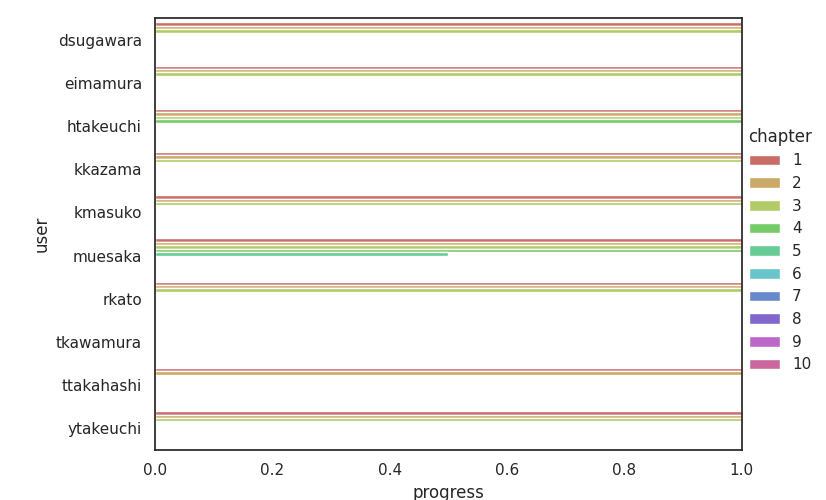 dsugawara
eimamura
htakeuchi
kkazama
kmasuko
muesaka
rkato
tkawamura
ttakahashi
ytakeuchi
user
0.0 0.2 0.4 0.6 0.8 1.0
progress
chapter
1
2
3
4
5
6
7
8
9
10